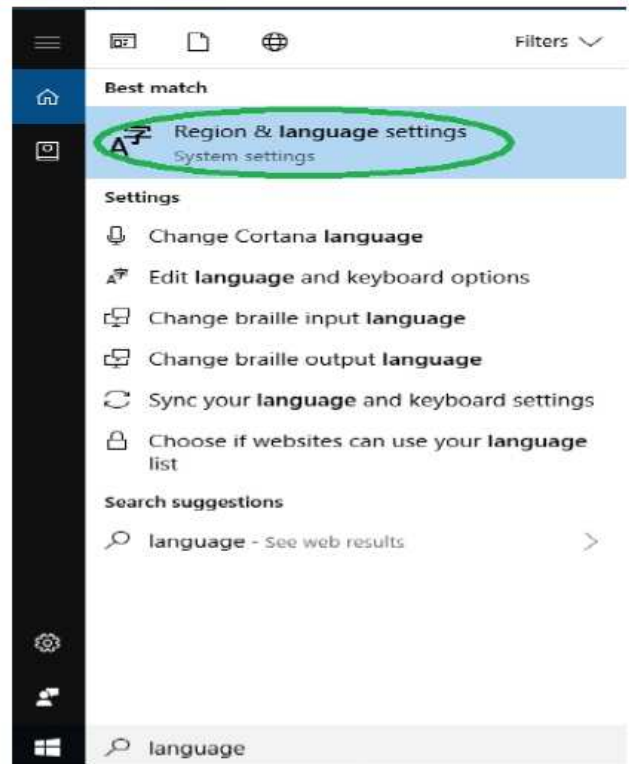 Filters
Best match
Region & language settings
System settings
Settings
Change Cortana language
Edit language and keyboard options
Change braille input language
Change braille output language
Sync your language and keyboard settings
Choose if websites can use your language
list
Search suggestions
language - See web results
language